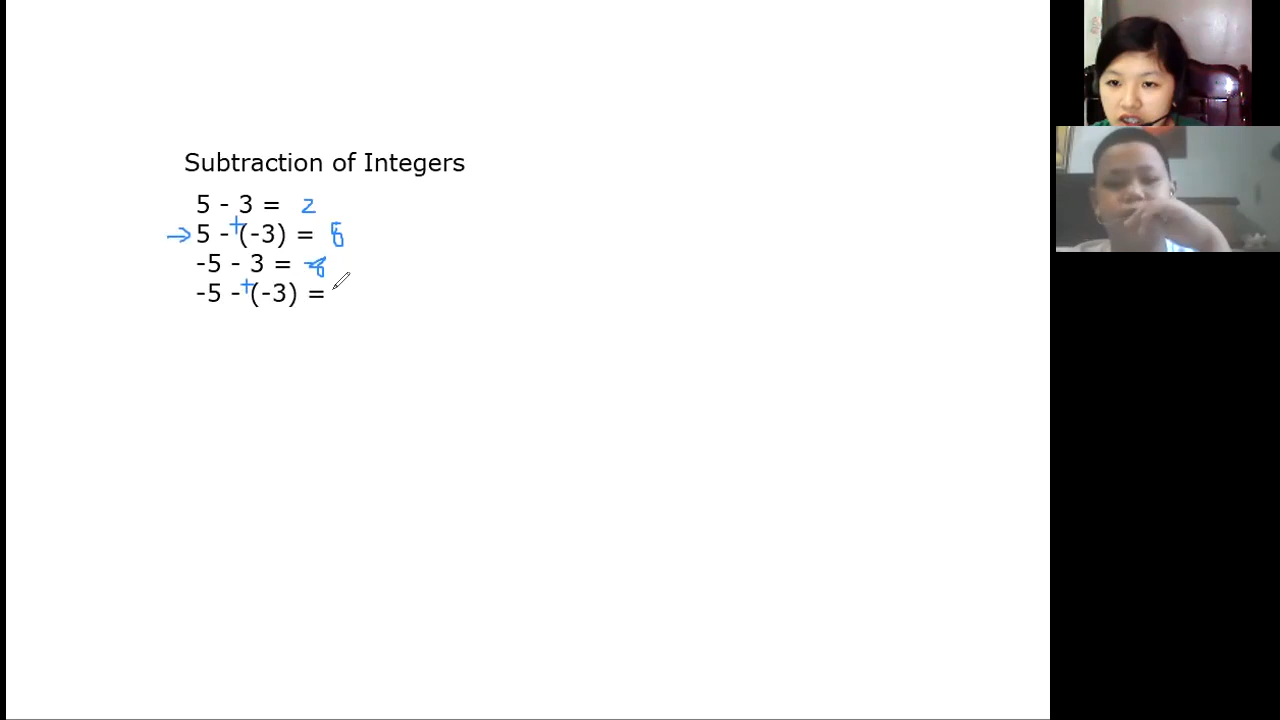 Subtraction of Integers
5 - 3 = 2
→ 5 - + (-3) = 8
-5 - 3 = -8
-5 - + (-3) =